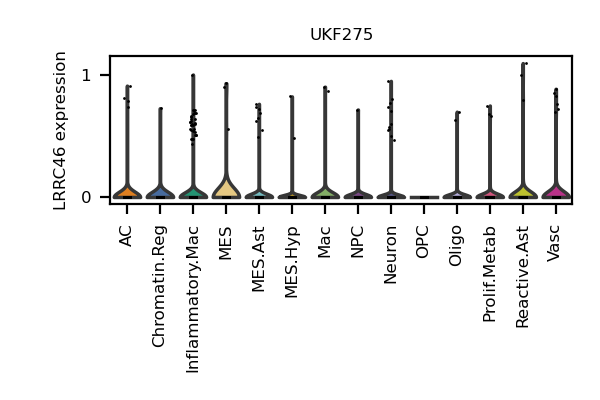 UKF275
LRRC46 expression
1
0
AC
Chromatin.Reg
Inflammatory.Mac
MES
MES.Ast
MES.Hyp
Mac
NPC
Neuron
OPC
Oligo
Prolif.Metab
Reactive.Ast
Vasc